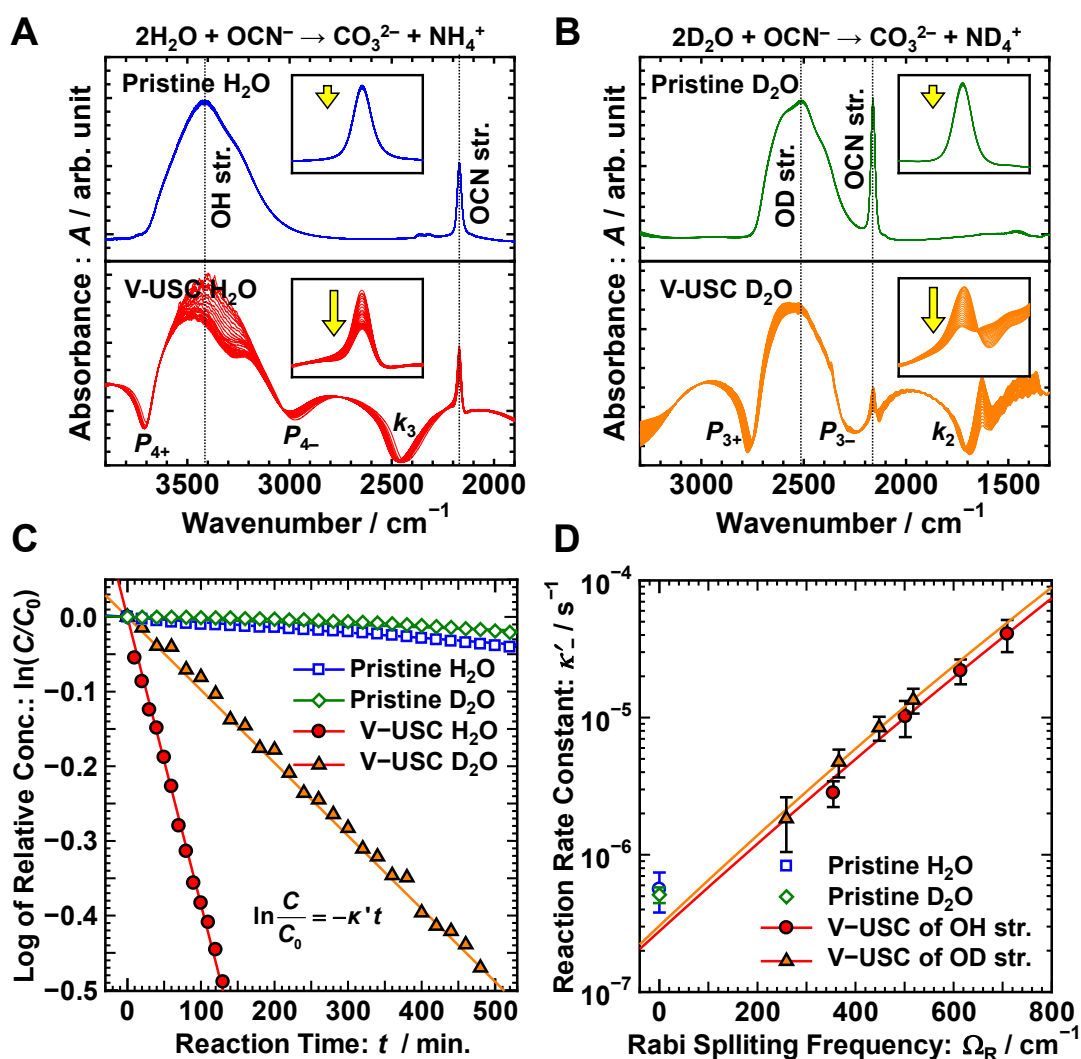 A
2H₂O + OCN⁻ → CO₃²⁻ + NH₄⁺
Pristine H₂O
OH str.
OCN str.
V-USC H₂O
P₄₊
P₄₋
k₃
Absorbance : A / arb. unit
3500 3000 2500 2000
Wavenumber / cm⁻¹
B
2D₂O + OCN⁻ → CO₃²⁻ + ND₄⁺
Pristine D₂O
OD str.
OCN str.
V-USC D₂O
P₃₊
P₃₋
k₂
Absorbance : A / arb. unit
3000 2500 2000 1500
Wavenumber / cm⁻¹
C
0.0
−0.1
−0.2
−0.3
−0.4
−0.5
Log of Relative Conc.: ln(C/C₀)
Pristine H₂O
Pristine D₂O
V−USC H₂O
V−USC D₂O
ln C/C₀ = −κ' t
0 100 200 300 400 500
Reaction Time: t / min.
D
10⁻⁴
10⁻⁵
10⁻⁶
10⁻⁷
Reaction Rate Constant: κ′₋ / s⁻¹
Pristine H₂O
Pristine D₂O
V−USC of OH str.
V−USC of OD str.
0 200 400 600 800
Rabi Splliting Frequency: Ω_R / cm⁻¹